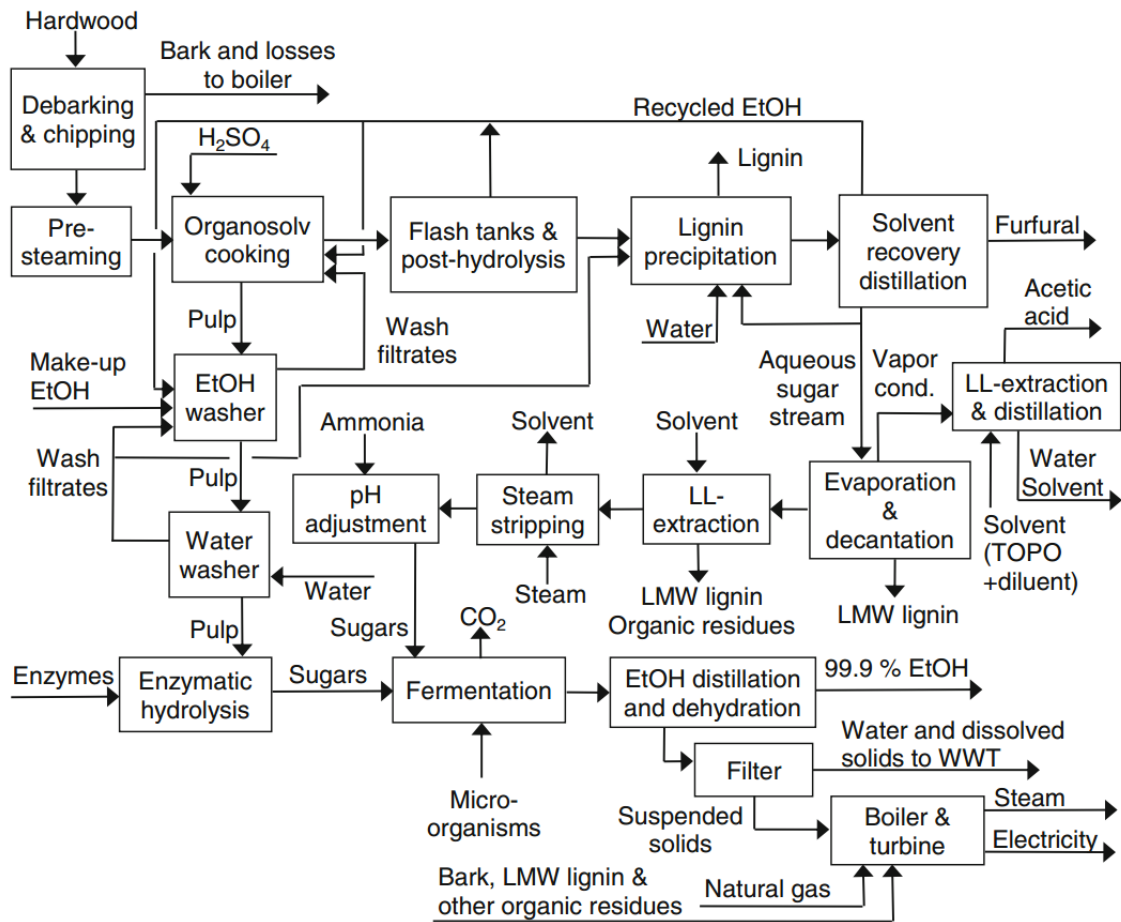 Hardwood
Bark and losses
to boiler
Debarking
& chipping
Recycled EtOH
H2SO4
Lignin
Pre-
steaming
Organosolv
cooking
Flash tanks &
post-hydrolysis
Lignin
precipitation
Solvent
recovery
distillation
Furfural
Acetic
acid
Pulp
Wash
filtrates
Water
Make-up
EtOH
EtOH
washer
Aqueous
sugar
stream
Vapor
cond.
LL-extraction
& distillation
Ammonia
Solvent
Solvent
Wash
filtrates
Pulp
Water
Solvent
pH
adjustment
Steam
stripping
LL-
extraction
Evaporation
&
decantation
Solvent
(TOPO
+diluent)
Water
washer
Water
Steam
LMW lignin
Organic residues
LMW lignin
Pulp
Sugars
CO2
Enzymes
Enzymatic
hydrolysis
Sugars
Fermentation
EtOH distillation
and dehydration
99.9 % EtOH
Water and dissolved
solids to WWT
Filter
Micro-
organisms
Suspended
solids
Boiler &
turbine
Steam
Electricity
Bark, LMW lignin &
other organic residues
Natural gas